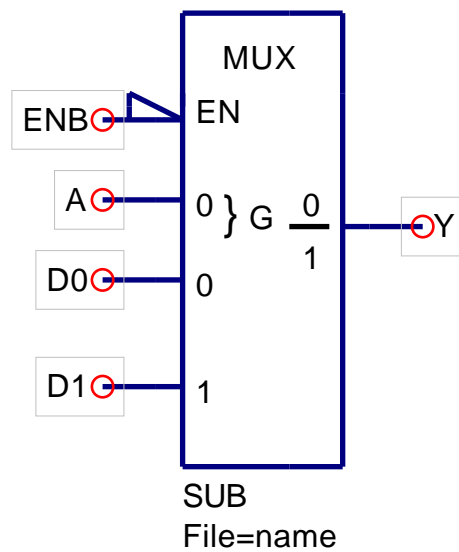 MUX
ENB EN
A 0 } G 0
1
Y
D0 0
D1 1
SUB
File=name